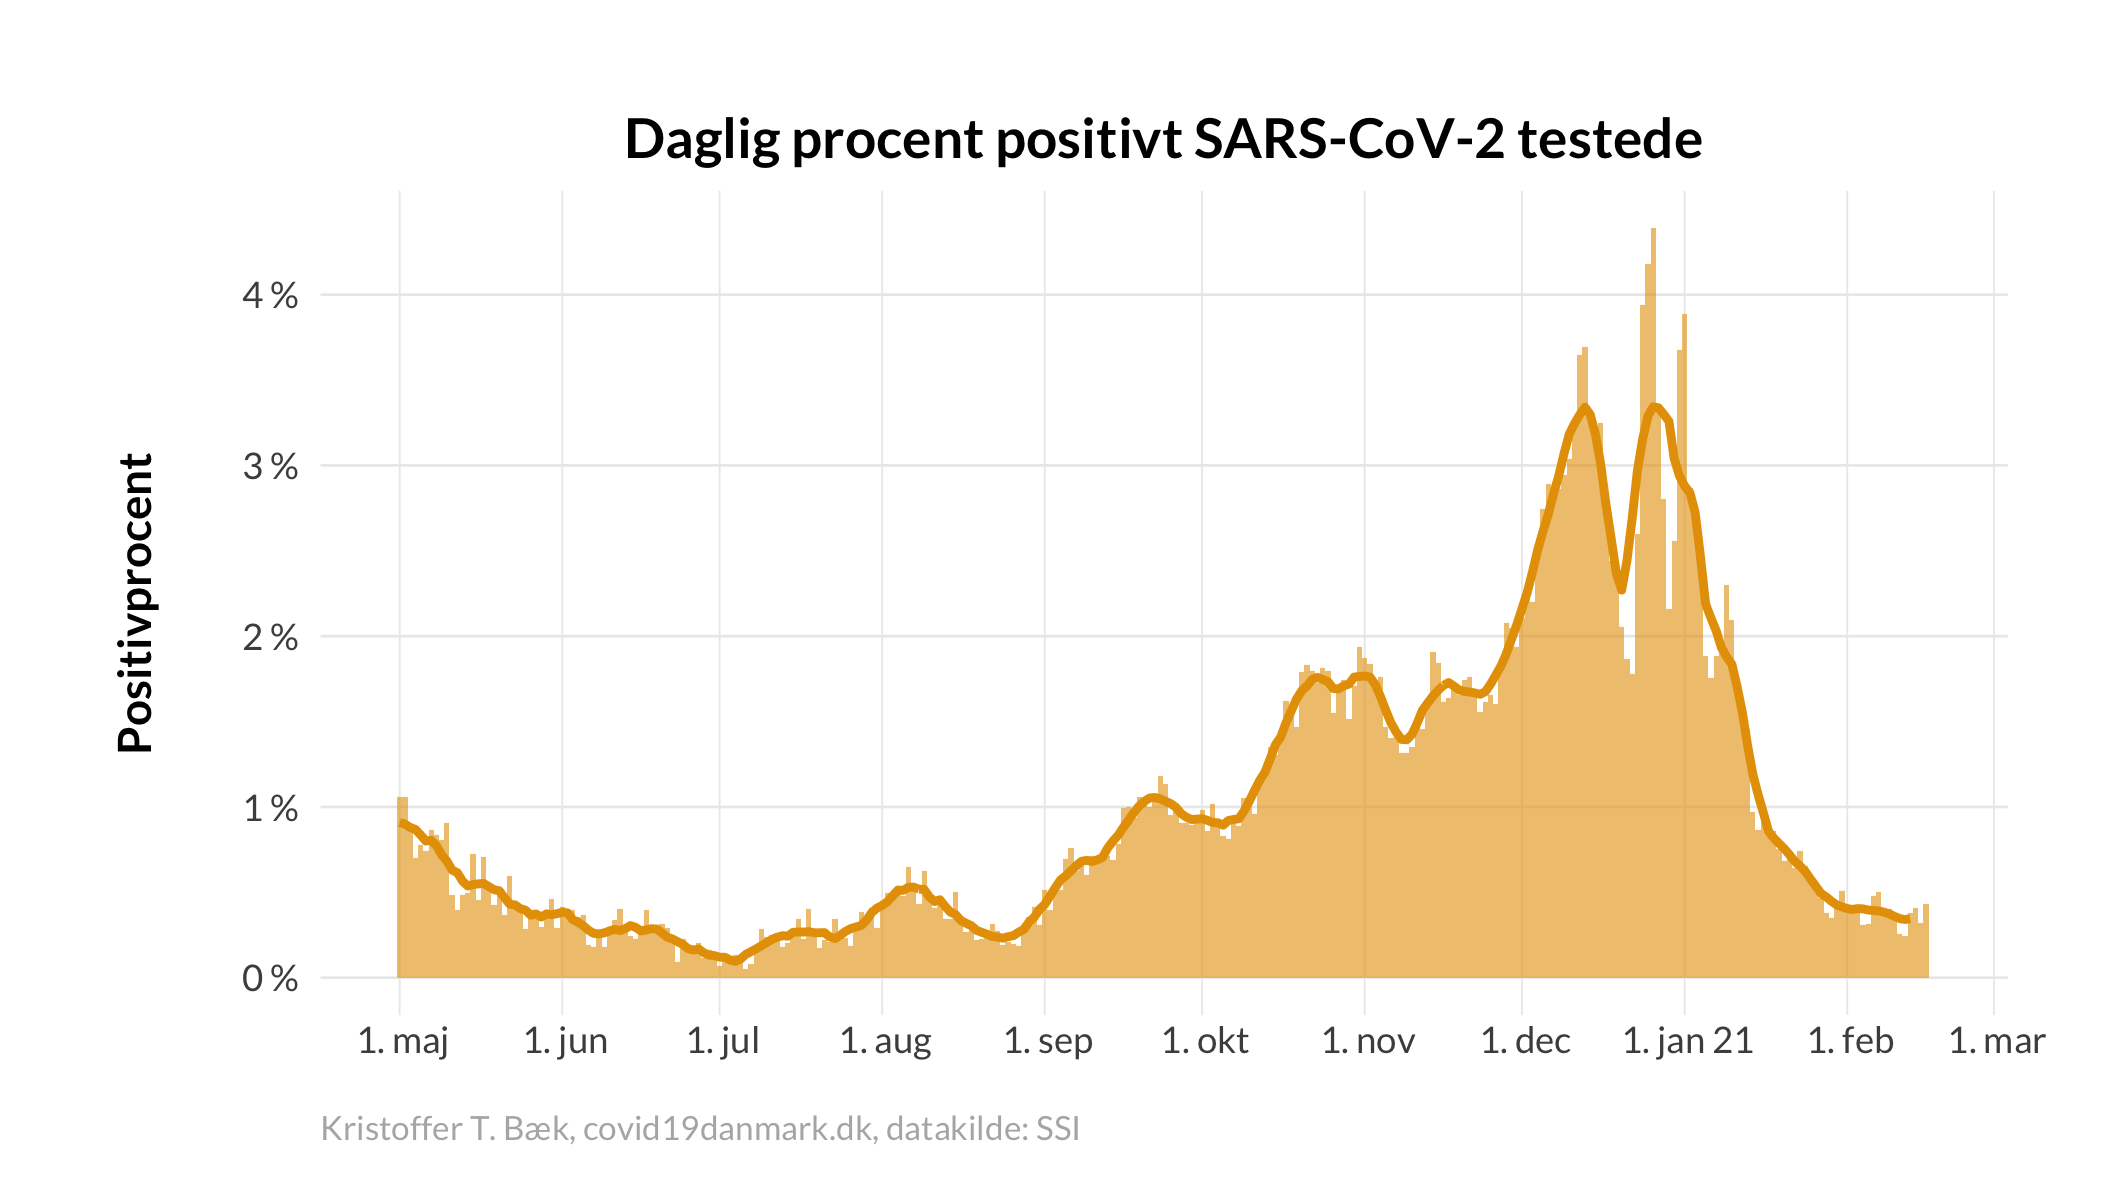 Daglig procent positivt SARS-CoV-2 testede
Positivprocent
4 %
3 %
2 %
1 %
0 %
1. maj 1. jun 1. jul 1. aug 1. sep 1. okt 1. nov 1. dec 1. jan 21 1. feb 1. mar
Kristoffer T. Bæk, covid19danmark.dk, datakilde: SSI